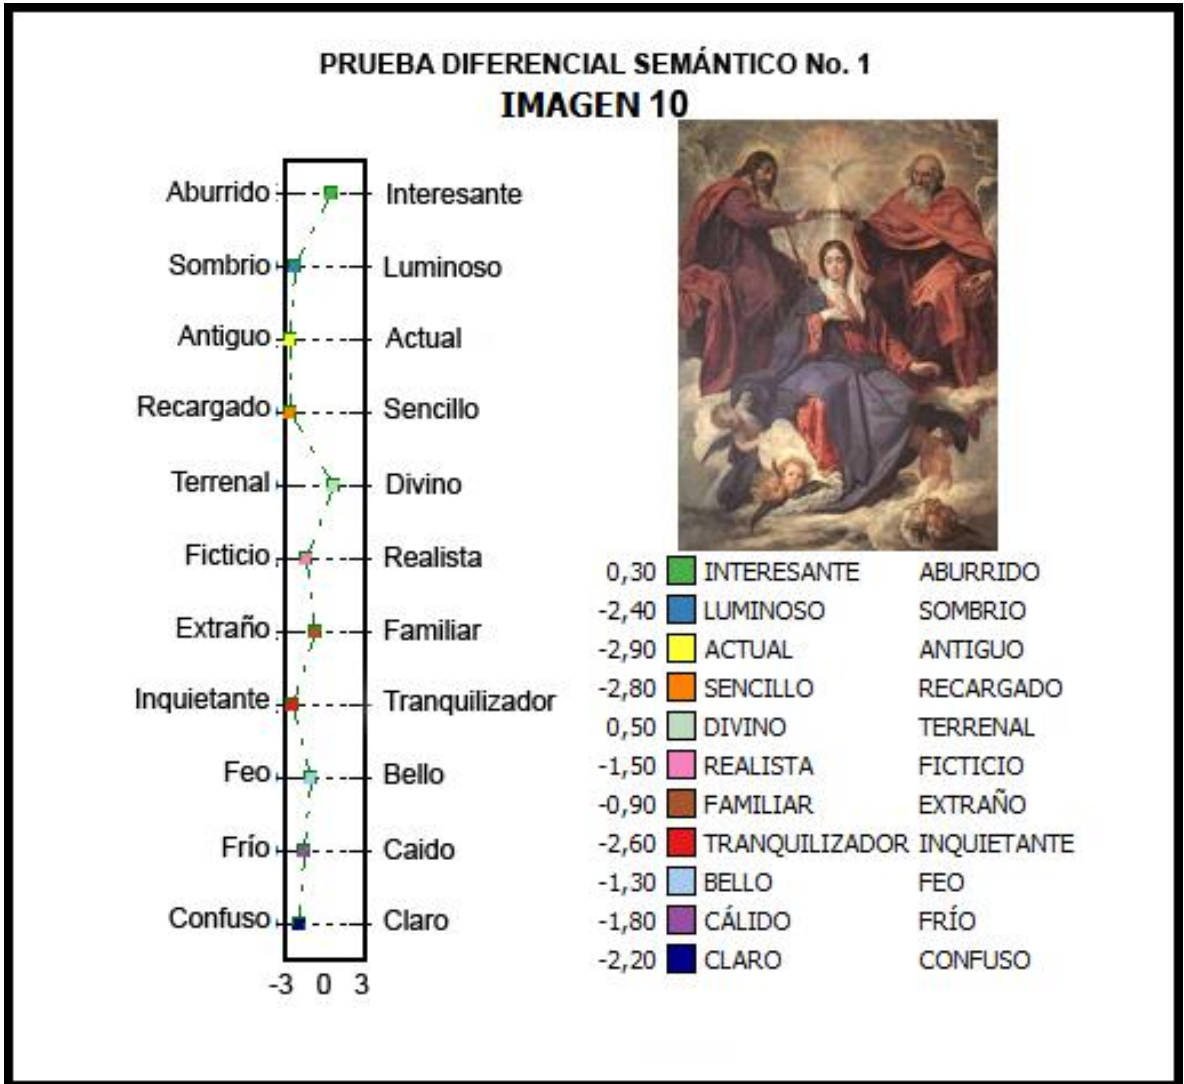 PRUEBA DIFERENCIAL SEMÁNTICO No. 1
IMAGEN 10
Aburrido Interesante
Sombrio Luminoso
Antiguo Actual
Recargado Sencillo
Terrenal Divino
Ficticio Realista
Extraño Familiar
Inquietante Tranquilizador
Feo Bello
Frío Caido
Confuso Claro
-3 0 3
0,30 INTERESANTE ABURRIDO
-2,40 LUMINOSO SOMBRIO
-2,90 ACTUAL ANTIGUO
-2,80 SENCILLO RECARGADO
0,50 DIVINO TERRENAL
-1,50 REALISTA FICTICIO
-0,90 FAMILIAR EXTRAÑO
-2,60 TRANQUILIZADOR INQUIETANTE
-1,30 BELLO FEO
-1,80 CÁLIDO FRÍO
-2,20 CLARO CONFUSO